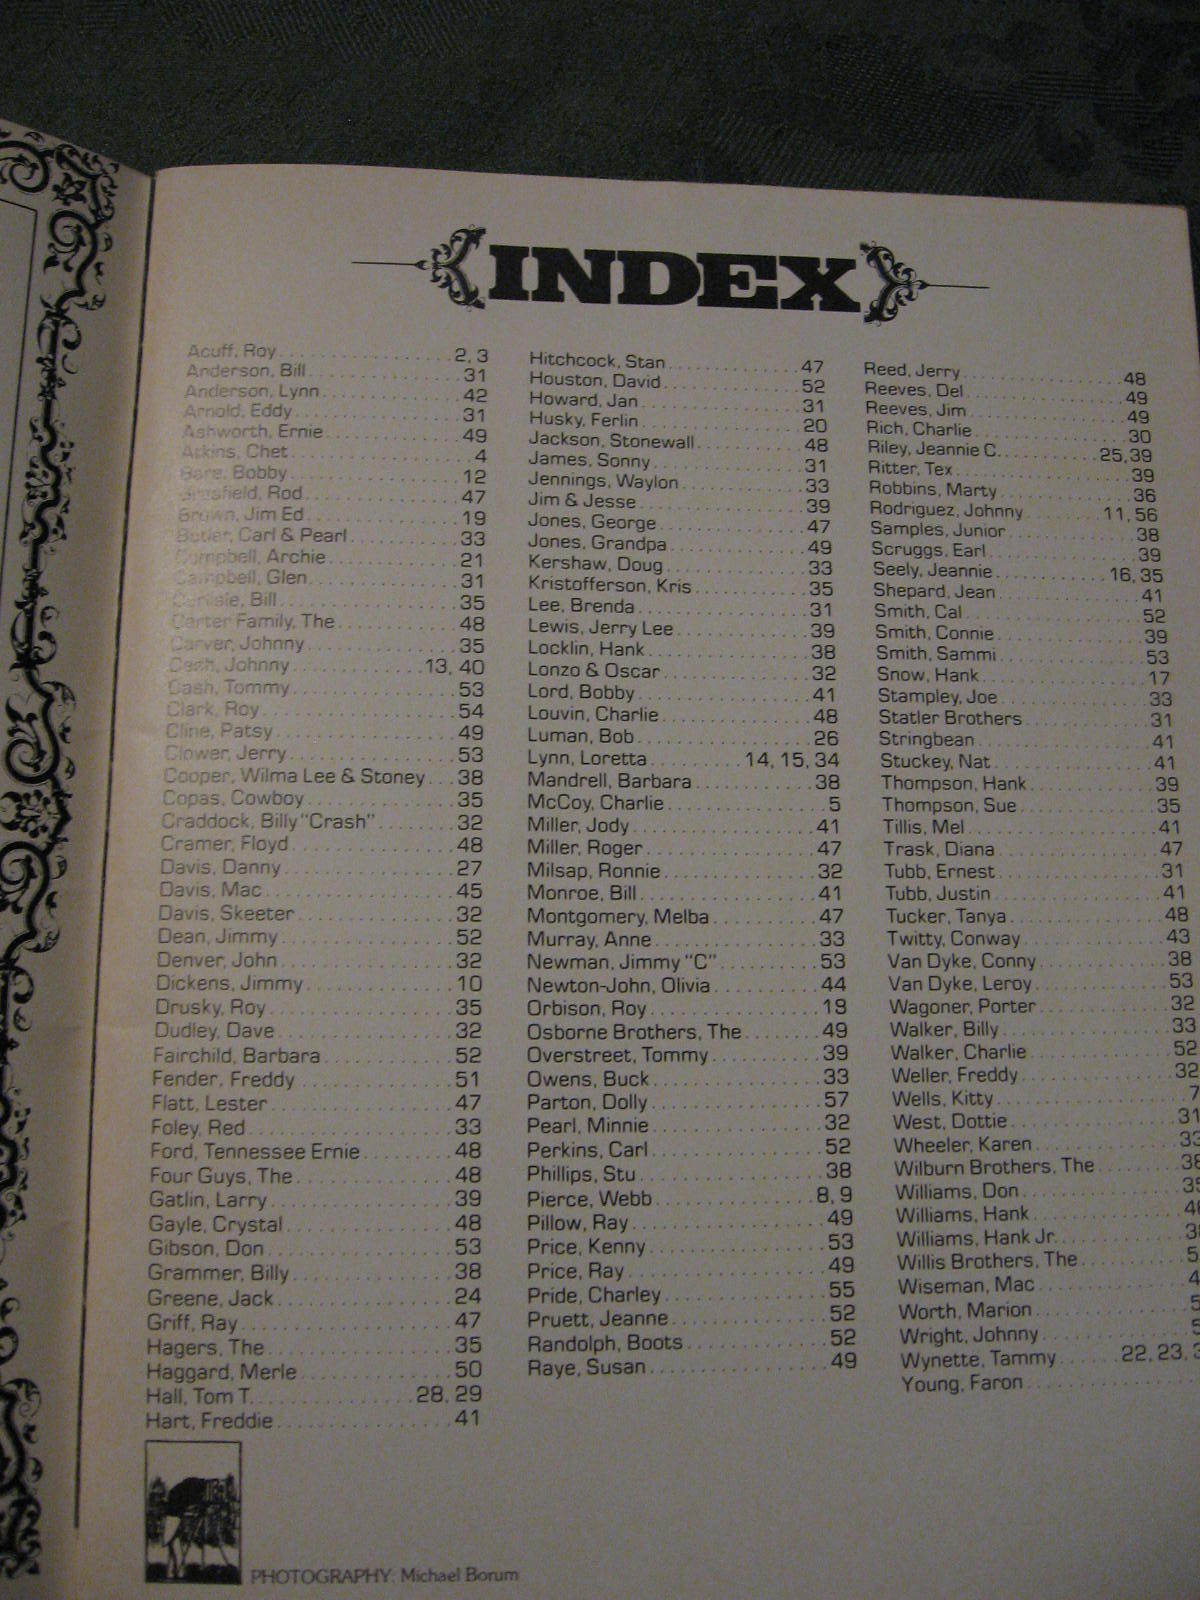 INDEX
Acuff, Roy 2, 3
Anderson, Bill 31
Anderson, Lynn 42
Arnold, Eddy 31
Ashworth, Ernie 49
Atkins, Chet 4
Bare, Bobby 12
Rod 47
Brown, Jim Ed 19
Butler, Carl & Pearl 33
Campbell, Archie 21
Campbell, Glen 31
Carlisle, Bill 35
Carter Family, The 48
Carver, Johnny 35
Cash, Johnny 13, 40
Cash, Tommy 53
Clark, Roy 54
Cline, Patsy 49
Clower, Jerry 53
Cooper, Wilma Lee & Stoney 38
Copas, Cowboy 35
Craddock, Billy "Crash" 32
Cramer, Floyd 48
Davis, Danny 27
Davis, Mac 45
Davis, Skeeter 32
Dean, Jimmy 52
Denver, John 32
Dickens, Jimmy 10
Drusky, Roy 35
Dudley, Dave 32
Fairchild, Barbara 52
Fender, Freddy 51
Flatt, Lester 47
Foley, Red 33
Ford, Tennessee Ernie 48
Four Guys, The 48
Gatlin, Larry 39
Gayle, Crystal 48
Gibson, Don 53
Grammer, Billy 38
Greene, Jack 24
Griff, Ray 47
Hagers, The 35
Haggard, Merle 50
Hall, Tom T. 28, 29
Hart, Freddie 41
Hitchcock, Stan 47
Houston, David 52
Howard, Jan 31
Husky, Ferlin 20
Jackson, Stonewall 48
James, Sonny 31
Jennings, Waylon 33
Jim & Jesse 39
Jones, George 47
Jones, Grandpa 49
Kershaw, Doug 33
Kristofferson, Kris 35
Lee, Brenda 31
Lewis, Jerry Lee 39
Locklin, Hank 38
Lonzo & Oscar 32
Lord, Bobby 41
Louvin, Charlie 48
Luman, Bob 26
Lynn, Loretta 14, 15, 34
Mandrell, Barbara 38
McCoy, Charlie 5
Miller, Jody 41
Miller, Roger 47
Milsap, Ronnie 32
Monroe, Bill 41
Montgomery, Melba 47
Murray, Anne 33
Newman, Jimmy "C" 53
Newton-John, Olivia 44
Orbison, Roy
Osborne Brothers, The 49
Overstreet, Tommy 39
Owens, Buck 33
Parton, Dolly 57
Pearl, Minnie 32
Perkins, Carl 52
Phillips, Stu 38
Pierce, Webb 8, 9
Pillow, Ray 49
Price, Kenny 53
Price, Ray 49
Pride, Charley 55
Pruett, Jeanne 52
Randolph, Boots 52
Raye, Susan 49
Reed, Jerry 48
Reeves, Del 49
Reeves, Jim 49
Rich, Charlie 30
Riley, Jeannie C. 25, 39
Ritter, Tex 39
Robbins, Marty 36
Rodriguez, Johnny 11, 56
Samples, Junior 38
Scruggs, Earl 39
Seely, Jeannie 16, 35
Shepard, Jean 41
Smith, Cal 52
Smith, Connie 39
Smith, Sammi 53
Snow, Hank 17
Stampley, Joe 33
Statler Brothers 31
Stringbean 41
Stuckey, Nat 41
Thompson, Hank 39
Thompson, Sue 35
Tillis, Mel 41
Trask, Diana 47
Tubb, Ernest 31
Tubb, Justin 41
Tucker, Tanya 48
Twitty, Conway 43
Van Dyke, Conny 38
Van Dyke, Leroy 53
Wagoner, Porter 32
Walker, Billy 33
Walker, Charlie 52
Weller, Freddy 32
Wells, Kitty 7
West, Dottie 31
Wheeler, Karen 33
Wilburn Brothers, The 38
Williams, Don 35
Williams, Hank
Williams, Hank Jr.
Willis Brothers, The
Wiseman, Mac
Worth, Marion
Wright, Johnny
Wynette, Tammy 22, 23,
Young, Faron
PHOTOGRAPHY: Michael Borum